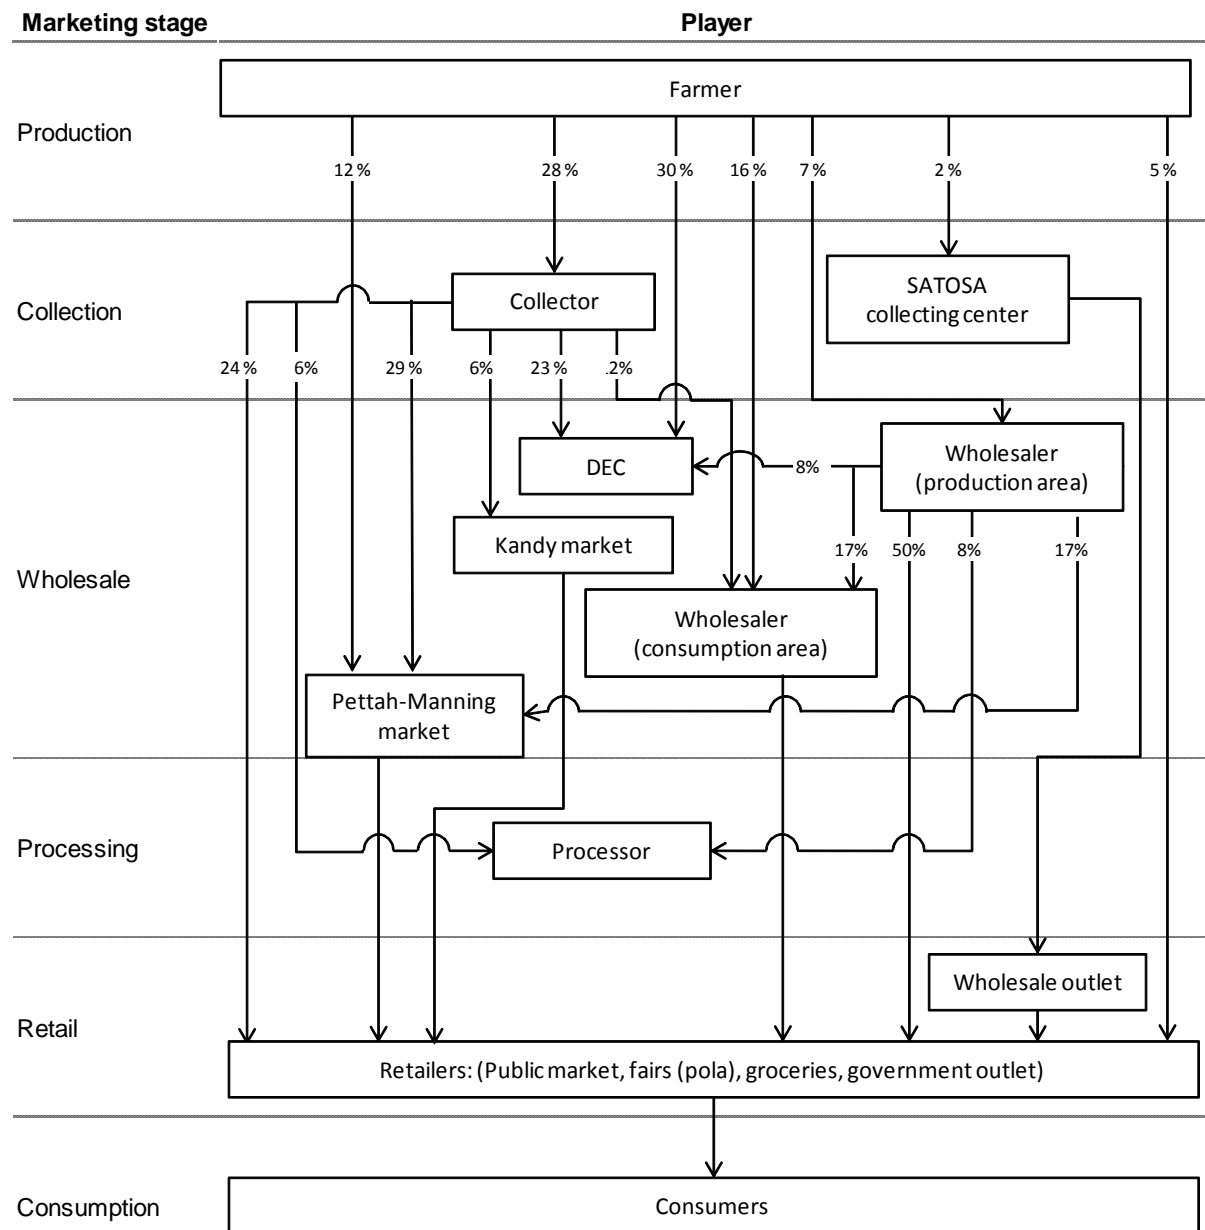 Marketing stage Player
Farmer
Production
12 % 28 % 30 % 16 % 7 % 2 % 5 %
SATOSA
collecting center
Collector
Collection
24 % 6% 29 % 6% 23 % .2%
Wholesaler
(production area)
DEC
8%
Kandy market
17% 50% 8% 17%
Wholesale
Wholesaler
(consumption area)
Pettah-Manning
market
Processing
Processor
Wholesale outlet
Retail
Retailers: (Public market, fairs (pola), groceries, government outlet)
Consumers
Consumption